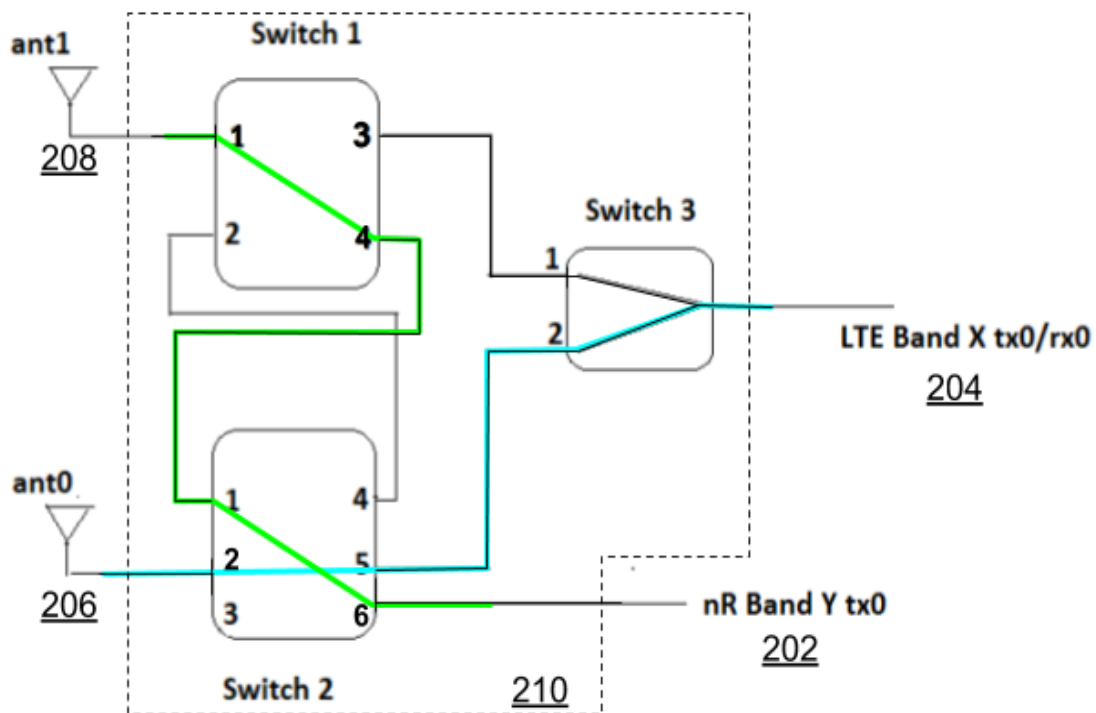 Switch 1
ant1
208
1
3
2
4
Switch 3
1
2
LTE Band X tx0/rx0
204
ant0
206
1
4
2
5
3
6
nR Band Y tx0
202
Switch 2
210